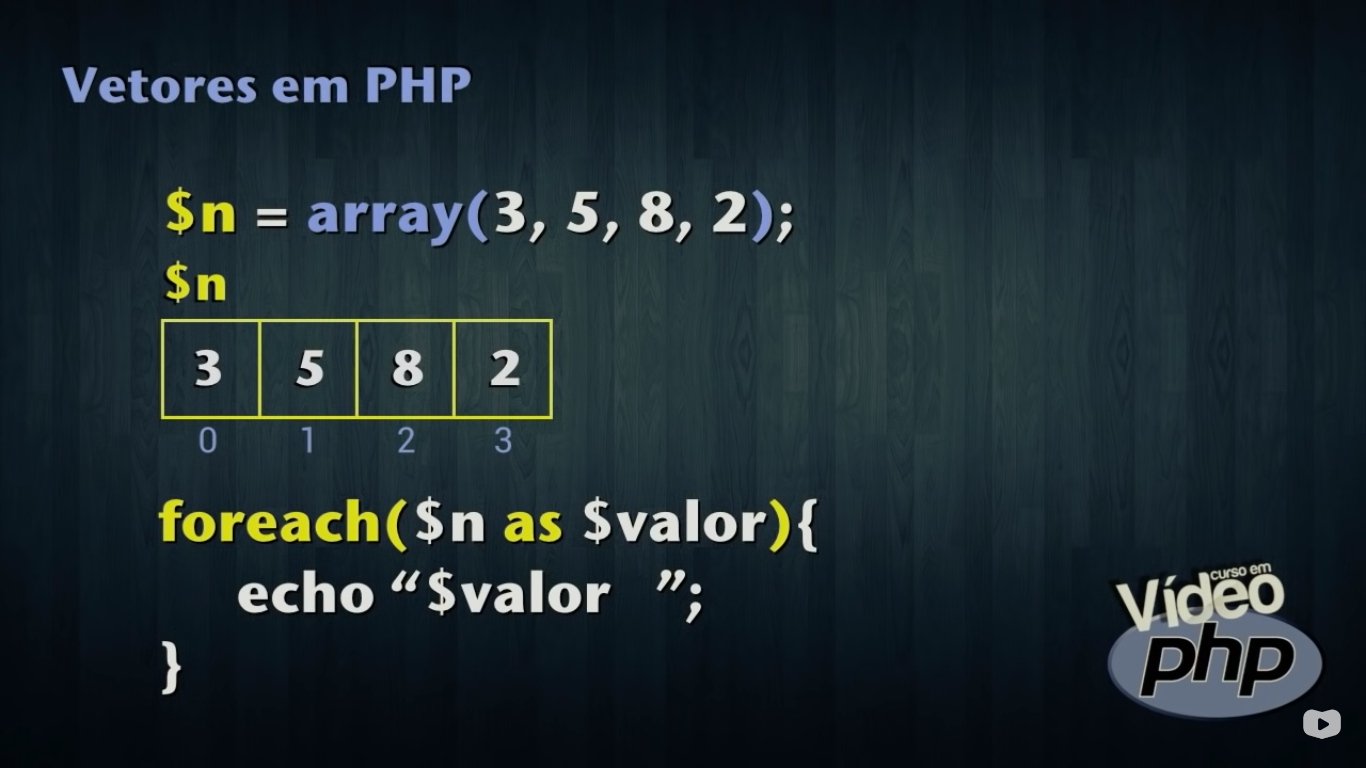 Vetores em PHP
$n = array(3, 5, 8, 2);
$n
3 5 8 2
0 1 2 3
foreach($n as $valor){
echo “$valor ”;
}
curso em
Vídeo
php